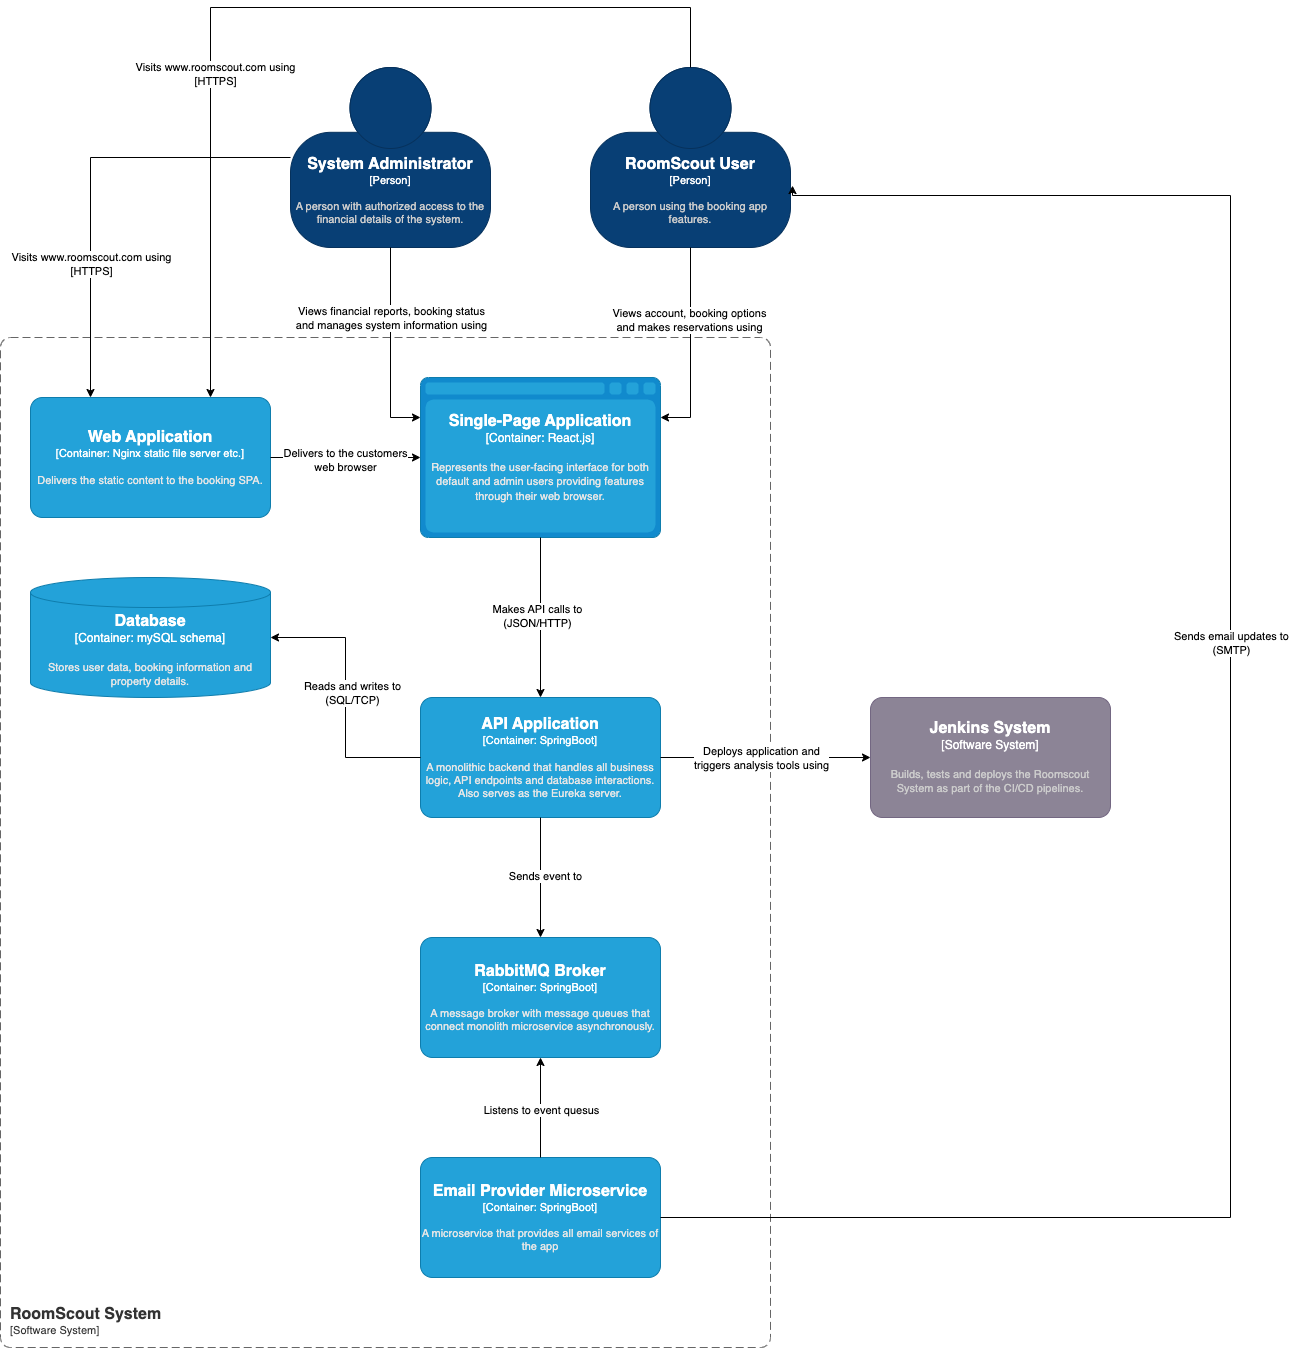 Visits www.roomscout.com using
[HTTPS]
System Administrator
[Person]
A person with authorized access to the
financial details of the system.
RoomScout User
[Person]
A person using the booking app
features.
Visits www.roomscout.com using
[HTTPS]
Views financial reports, booking status
and manages system information using
Views account, booking options
and makes reservations using
Web Application
[Container: Nginx static file server etc.]
Delivers the static content to the booking SPA.
Delivers to the customers
web browser
Single-Page Application
[Container: React.js]
Represents the user-facing interface for both
default and admin users providing features
through their web browser.
Database
[Container: mySQL schema]
Stores user data, booking information and
property details.
Makes API calls to
(JSON/HTTP)
Sends email updates to
(SMTP)
Reads and writes to
(SQL/TCP)
API Application
[Container: SpringBoot]
A monolithic backend that handles all business
logic, API endpoints and database interactions.
Also serves as the Eureka server.
Deploys application and
triggers analysis tools using
Jenkins System
[Software System]
Builds, tests and deploys the Roomscout
System as part of the CI/CD pipelines.
Sends event to
RabbitMQ Broker
[Container: SpringBoot]
A message broker with message queues that
connect monolith microservice asynchronously.
Listens to event quesus
Email Provider Microservice
[Container: SpringBoot]
A microservice that provides all email services of
the app
RoomScout System
[Software System]